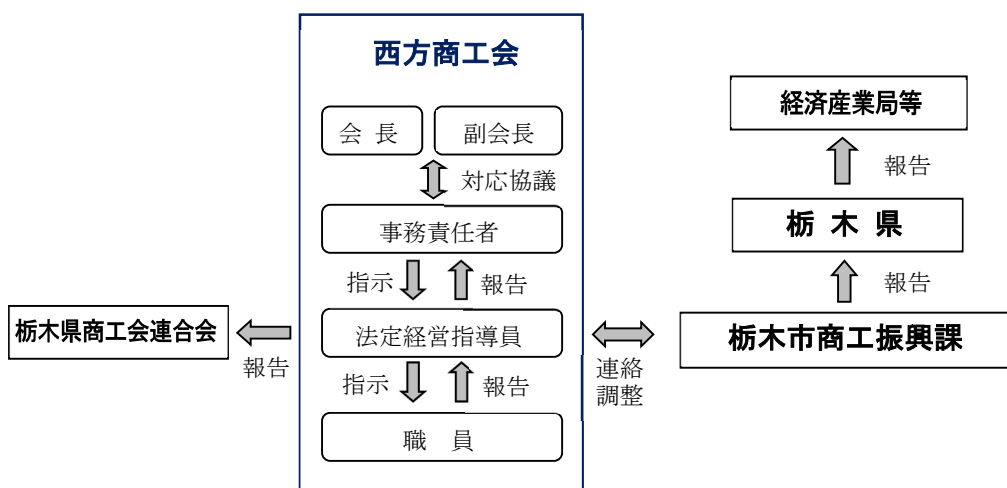 西方商工会
会 長
副会長
対応協議
事務責任者
指示
報告
法定経営指導員
指示
報告
職 員
栃木県商工会連合会
報告
連絡
調整
経済産業局等
報告
栃 木 県
報告
栃木市商工振興課